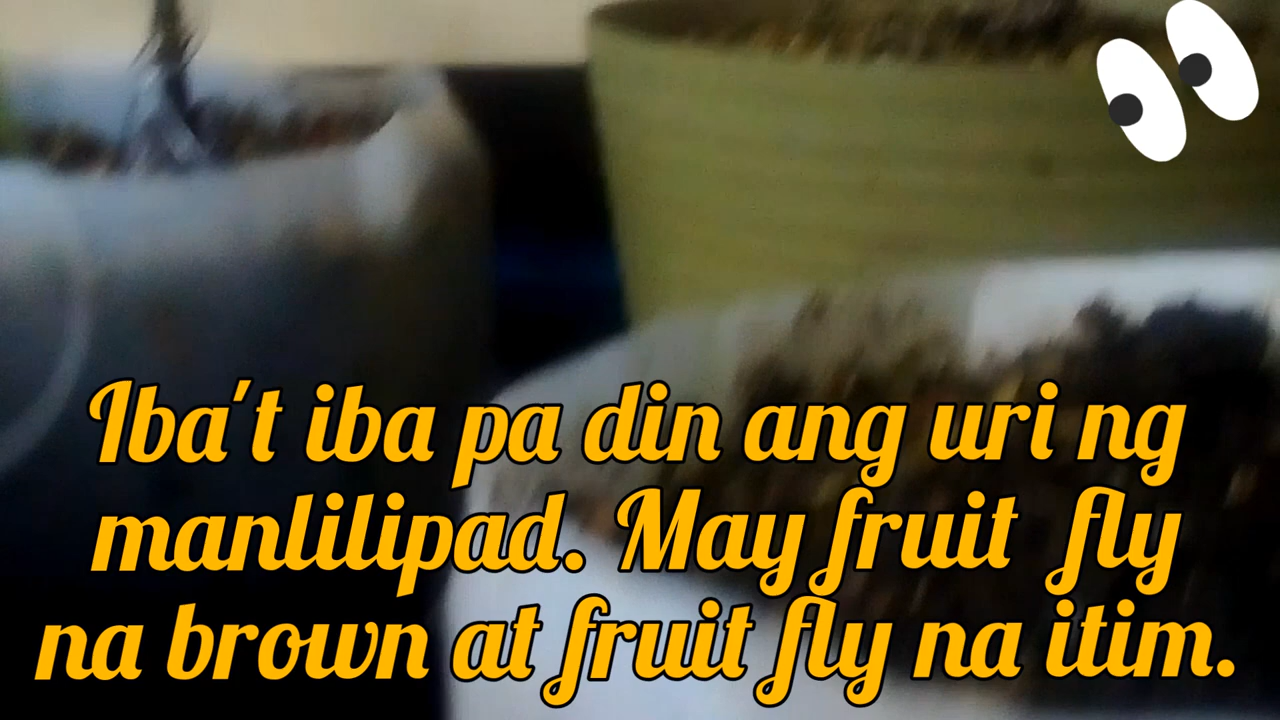 Iba't iba pa din ang uri ng
manlilipad. May fruit fly
na brown at fruit fly na itim.